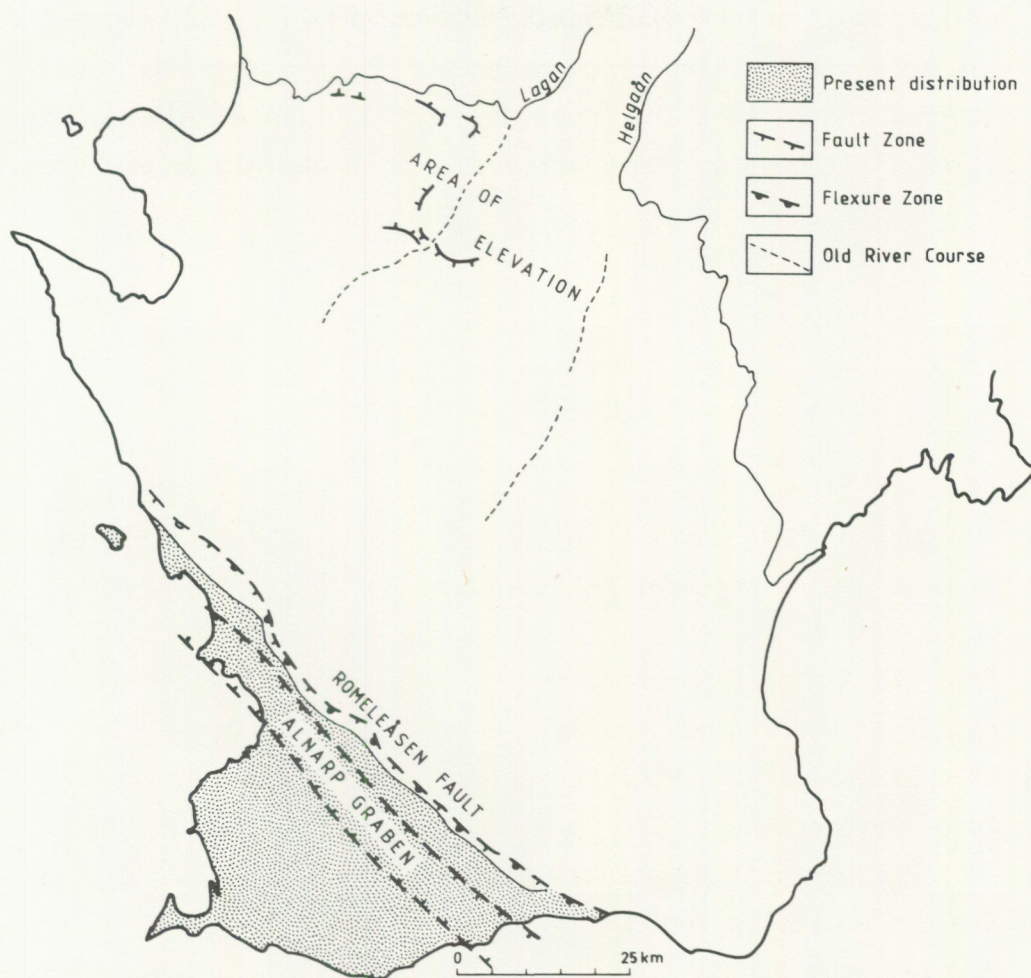 Lagan
Helgaån
Present distribution
Fault Zone
Flexure Zone
Old River Course
AREA OF ELEVATION
ROMELEÅSEN FAULT
ALNARP GRABEN
0 25 km